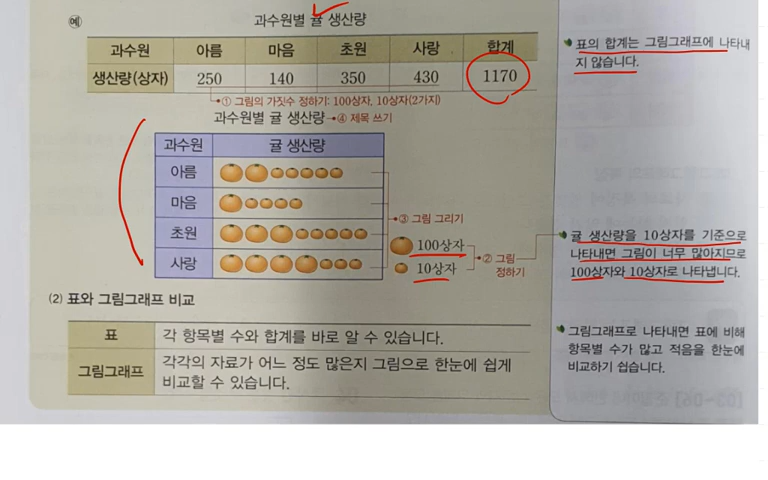 예 과수원별 귤 생산량
과수원 아름 마음 초원 사랑 합계
생산량(상자) 250 140 350 430 1170
① 그림의 가짓수 정하기: 100상자, 10상자(2가지)
과수원별 귤 생산량 ④ 제목 쓰기
과수원 귤 생산량
아름
마음
초원
사랑
③ 그림 그리기
100상자
10상자
② 그림
정하기
(2) 표와 그림그래프 비교
표 각 항목별 수와 합계를 바로 알 수 있습니다.
그림그래프 각각의 자료가 어느 정도 많은지 그림으로 한눈에 쉽게
비교할 수 있습니다.
표의 합계는 그림그래프에 나타내
지 않습니다.
귤 생산량을 10상자를 기준으로
나타내면 그림이 너무 많아지므로
100상자와 10상자로 나타냅니다.
그림그래프로 나타내면 표에 비해
항목별 수가 많고 적음을 한눈에
비교하기 쉽습니다.